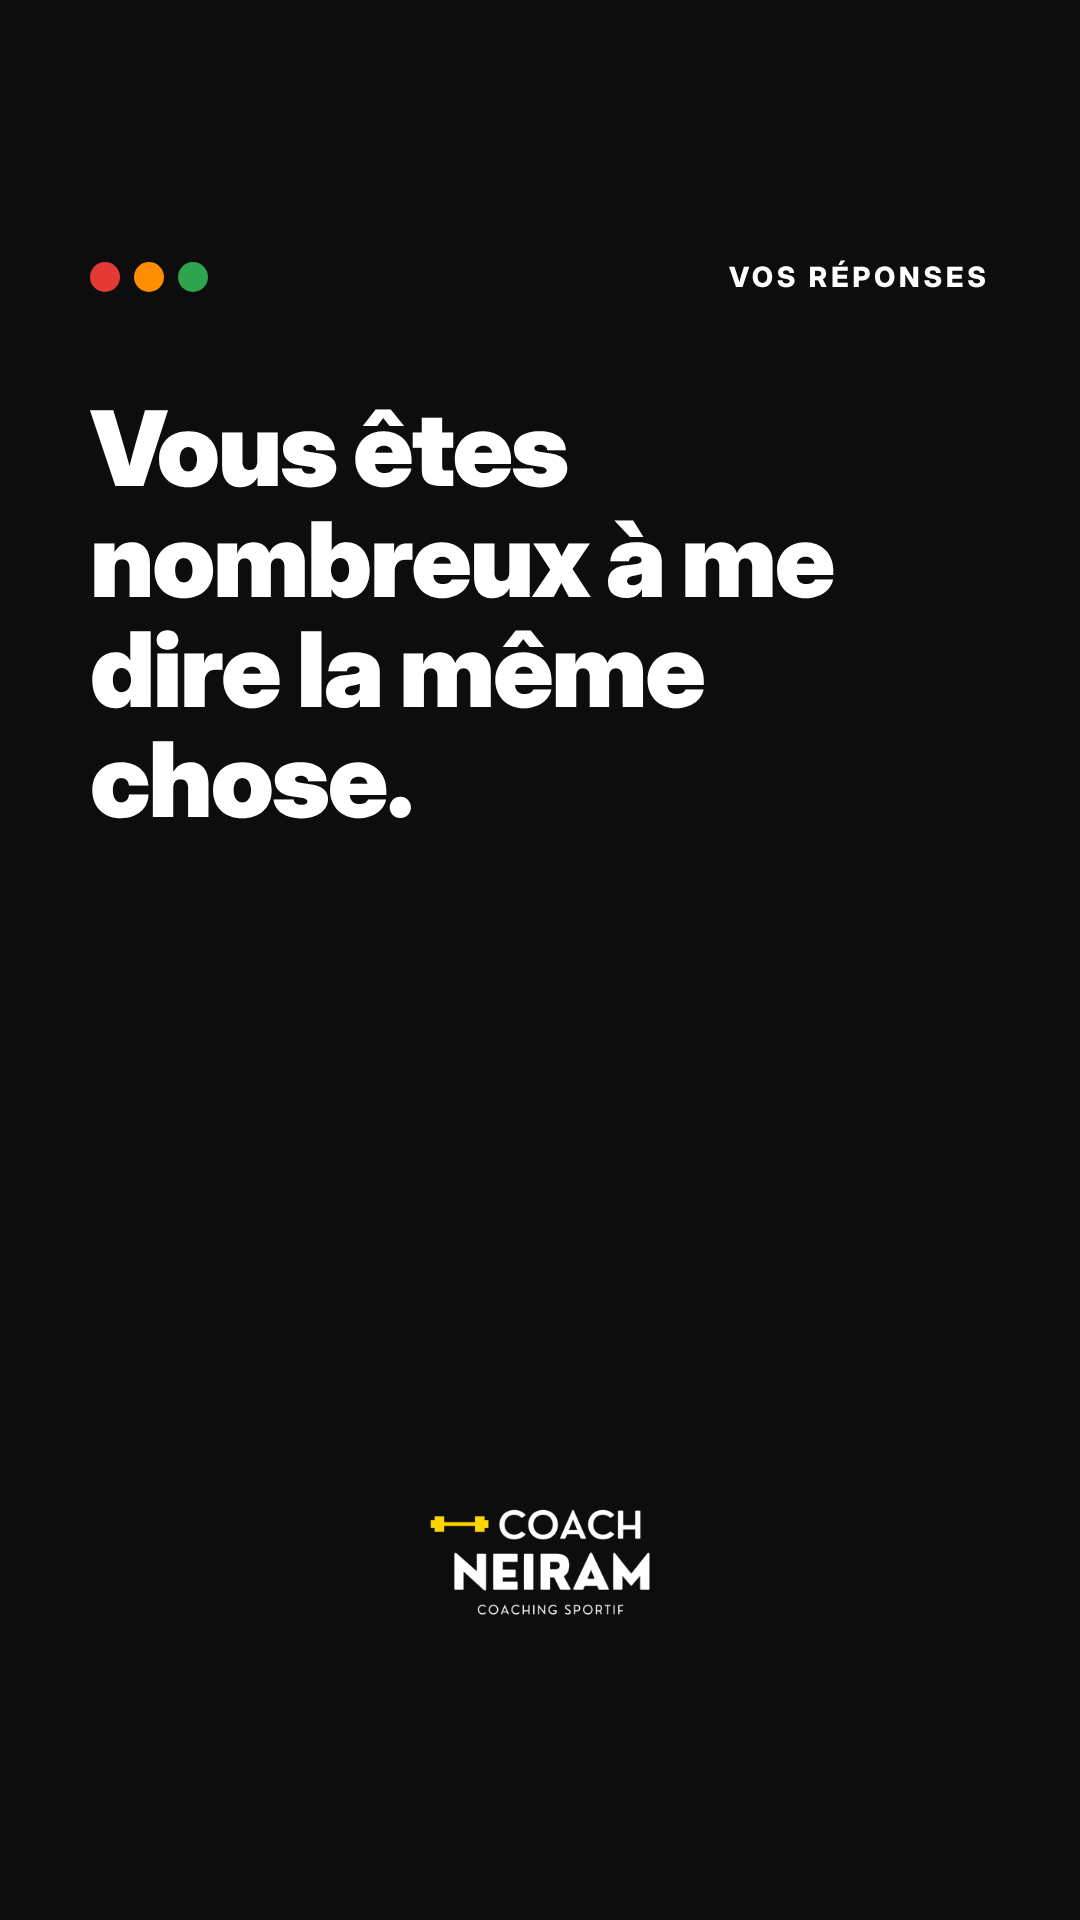 VOS RÉPONSES
Vous êtes
nombreux à me
dire la même
chose.
COACH
NEIRAM
COACHING SPORTIF